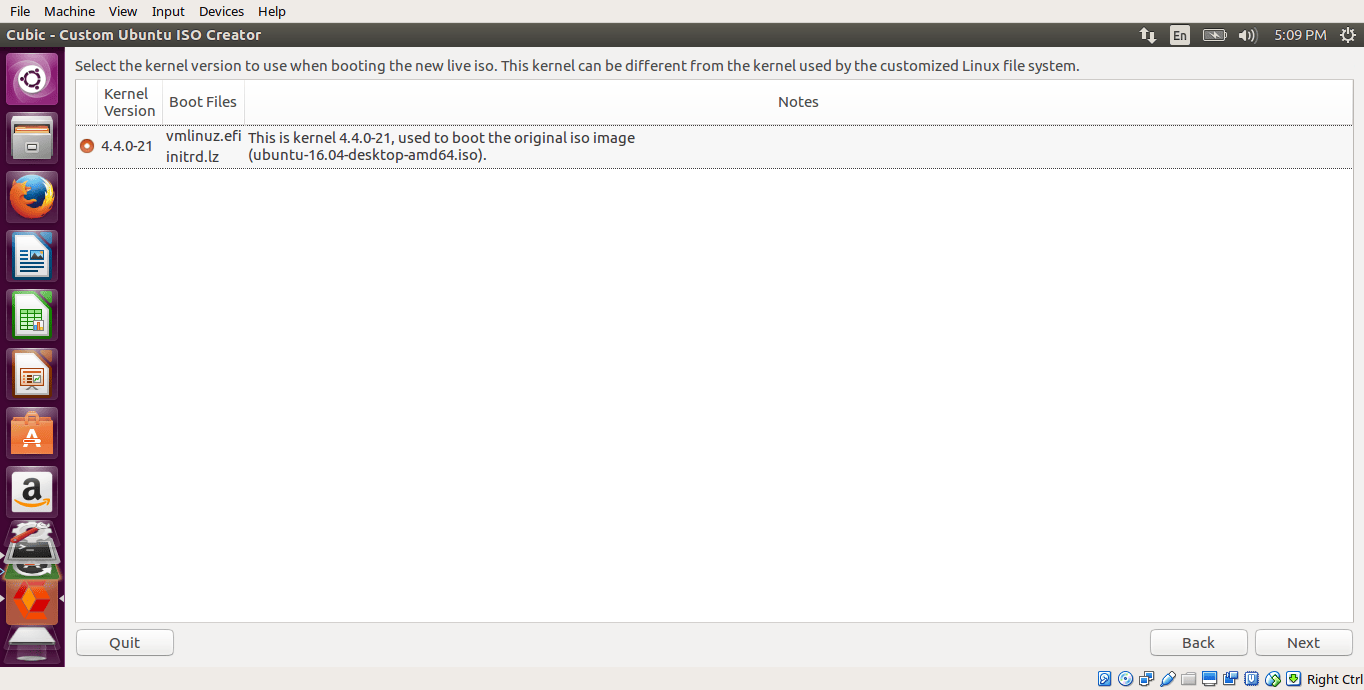 File Machine View Input Devices Help
Cubic - Custom Ubuntu ISO Creator
En
5:09 PM
Select the kernel version to use when booting the new live iso. This kernel can be different from the kernel used by the customized Linux file system.
Kernel
Version
Boot Files
Notes
4.4.0-21
vmlinuz.efi
initrd.lz
This is kernel 4.4.0-21, used to boot the original iso image
(ubuntu-16.04-desktop-amd64.iso).
Quit
Back
Next
Right Ctrl